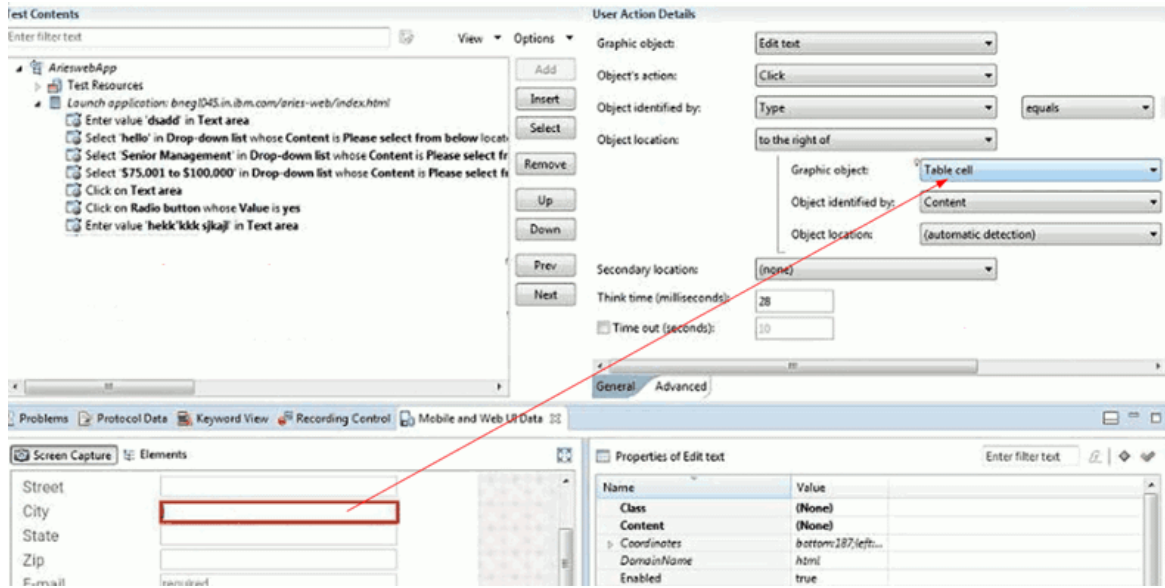 Test Contents
Enter filter text
View
Options
ArieswebApp
Test Resources
Launch application: bneg1045.in.ibm.com/aries-web/index.html
Enter value 'dsadd' in Text area
Select 'hello' in Drop-down list whose Content is Please select from below locati
Select 'Senior Management' in Drop-down list whose Content is Please select fr
Select '$75,001 to $100,000' in Drop-down list whose Content is Please select fr
Click on Text area
Click on Radio button whose Value is yes
Enter value 'hekk'kkk sjkajl' in Text area
Add
Insert
Select
Remove
Up
Down
Prev
Next
User Action Details
Graphic object: Edit text
Object's action: Click
Object identified by: Type equals
Object location: to the right of
Graphic object: Table cell
Object identified by: Content
Object location: (automatic detection)
Secondary location: (none)
Think time (milliseconds): 28
Time out (seconds): 10
General Advanced
Problems Protocol Data Keyword View Recording Control Mobile and Web UI Data
Screen Capture Elements
Street
City
State
Zip
E-mail required
Properties of Edit text Enter filter text
Name Value
Class (None)
Content (None)
Coordinates bottom:187;left:...
DomainName html
Enabled true